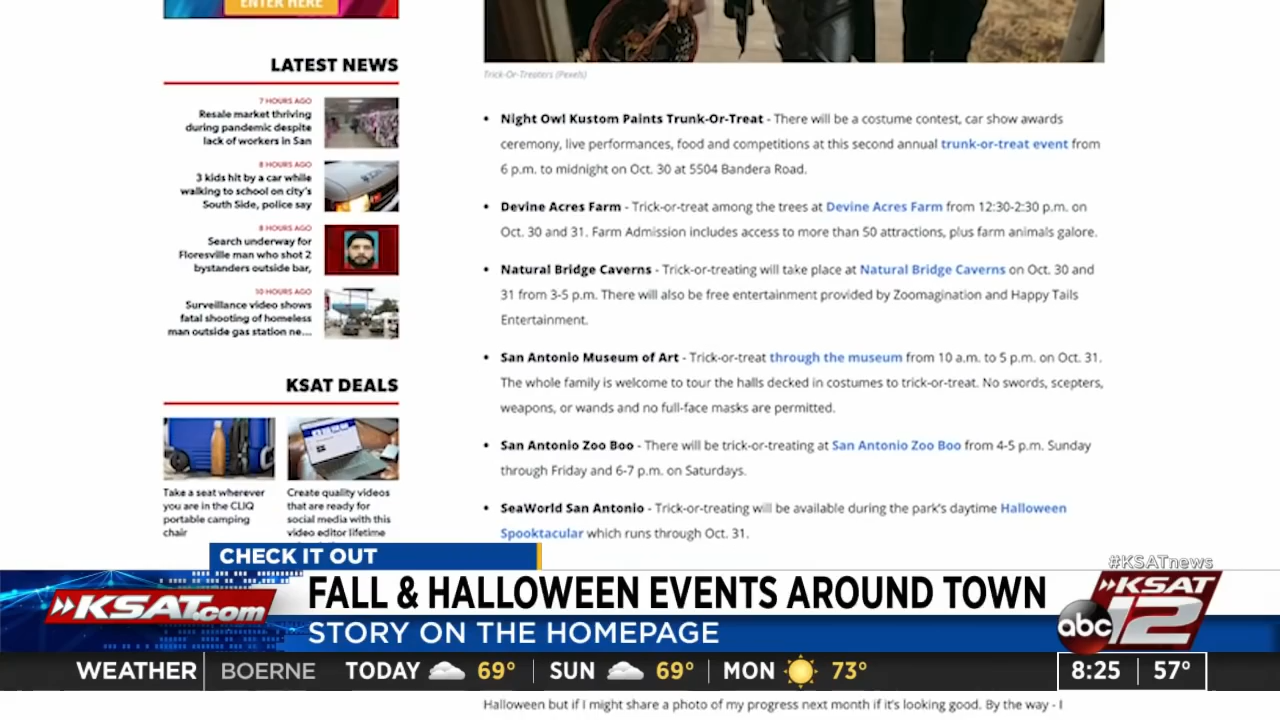 ENTER HERE
LATEST NEWS
7 HOURS AGO
Resale market thriving
during pandemic despite
lack of workers in San
8 HOURS AGO
3 kids hit by a car while
walking to school on city's
South Side, police say
8 HOURS AGO
Search underway for
Floresville man who shot 2
bystanders outside bar,
10 HOURS AGO
Surveillance video shows
fatal shooting of homeless
man outside gas station ne...
KSAT DEALS
Take a seat wherever
you are in the CLIQ
portable camping
chair
Create quality videos
that are ready for
social media with this
video editor lifetime
Trick-Or-Treaters (Pexels)
• Night Owl Kustom Paints Trunk-Or-Treat - There will be a costume contest, car show awards
ceremony, live performances, food and competitions at this second annual trunk-or-treat event from
6 p.m. to midnight on Oct. 30 at 5504 Bandera Road.
• Devine Acres Farm - Trick-or-treat among the trees at Devine Acres Farm from 12:30-2:30 p.m. on
Oct. 30 and 31. Farm Admission includes access to more than 50 attractions, plus farm animals galore.
• Natural Bridge Caverns - Trick-or-treating will take place at Natural Bridge Caverns on Oct. 30 and
31 from 3-5 p.m. There will also be free entertainment provided by Zoomagination and Happy Tails
Entertainment.
• San Antonio Museum of Art - Trick-or-treat through the museum from 10 a.m. to 5 p.m. on Oct. 31.
The whole family is welcome to tour the halls decked in costumes to trick-or-treat. No swords, scepters,
weapons, or wands and no full-face masks are permitted.
• San Antonio Zoo Boo - There will be trick-or-treating at San Antonio Zoo Boo from 4-5 p.m. Sunday
through Friday and 6-7 p.m. on Saturdays.
• SeaWorld San Antonio - Trick-or-treating will be available during the park's daytime Halloween
Spooktacular which runs through Oct. 31.
CHECK IT OUT
#KSATnews
KSAT.com
FALL & HALLOWEEN EVENTS AROUND TOWN
STORY ON THE HOMEPAGE
abc
KSAT
12
WEATHER BOERNE TODAY 69° SUN 69° MON 73° 8:25 57°
Halloween but if I might share a photo of my progress next month if it's looking good. By the way - I